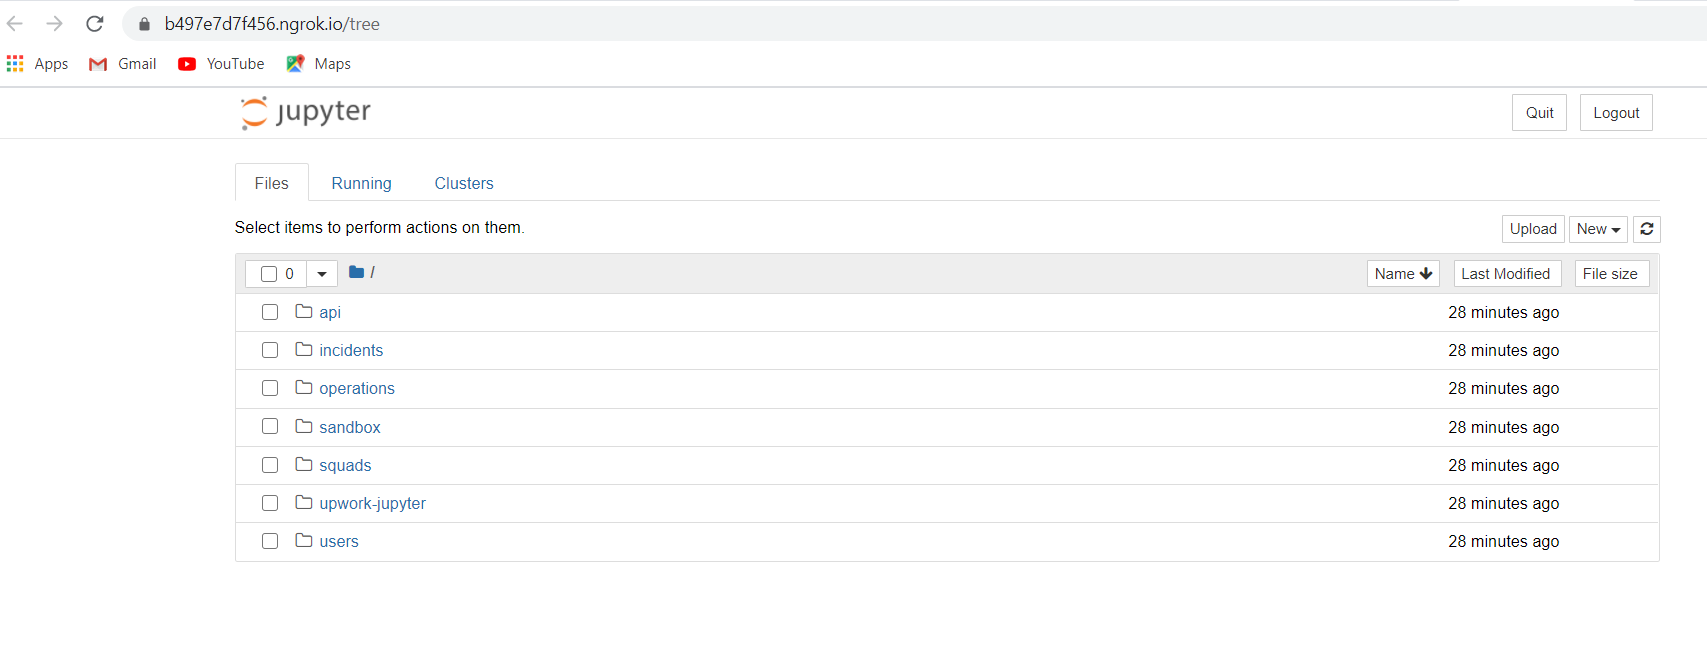 b497e7d7f456.ngrok.io/tree
Apps Gmail YouTube Maps
jupyter Quit Logout
Files Running Clusters
Select items to perform actions on them. Upload New
0 / Name Last Modified File size
api 28 minutes ago
incidents 28 minutes ago
operations 28 minutes ago
sandbox 28 minutes ago
squads 28 minutes ago
upwork-jupyter 28 minutes ago
users 28 minutes ago